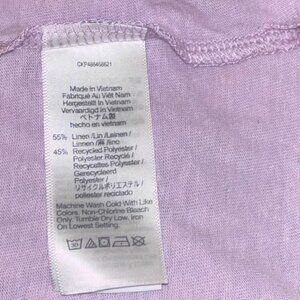 Made in Vietnam
Fabriqué Au Viêt Nam
Hergestellt In Vietnam
Vervaardigd in Vietnam
ベトナム製
hecho en vietnam
55% Linen/Lin/Leinen/
Linnen/麻/lino
45% Recycled Polyester/
Polyester Recyclé/
Recyceltes Polyester/
Gerecycleerd
Polyester/
リサイクルポリエステル/
poliester reciclado
Machine Wash Cold With Like
Colors. Non-Chlorine Bleach
Only. Tumble Dry Low. Iron
On Lowest Setting.